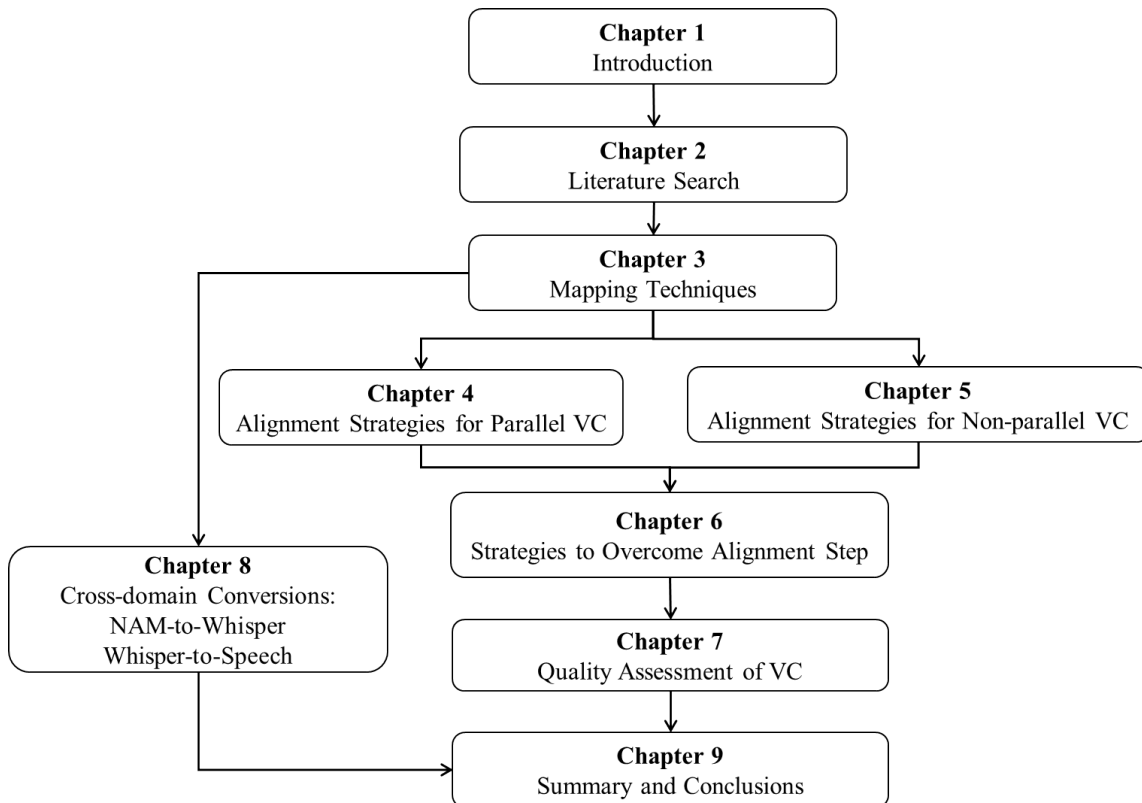 Chapter 1
Introduction
Chapter 2
Literature Search
Chapter 3
Mapping Techniques
Chapter 4
Alignment Strategies for Parallel VC
Chapter 5
Alignment Strategies for Non-parallel VC
Chapter 6
Strategies to Overcome Alignment Step
Chapter 8
Cross-domain Conversions:
NAM-to-Whisper
Whisper-to-Speech
Chapter 7
Quality Assessment of VC
Chapter 9
Summary and Conclusions